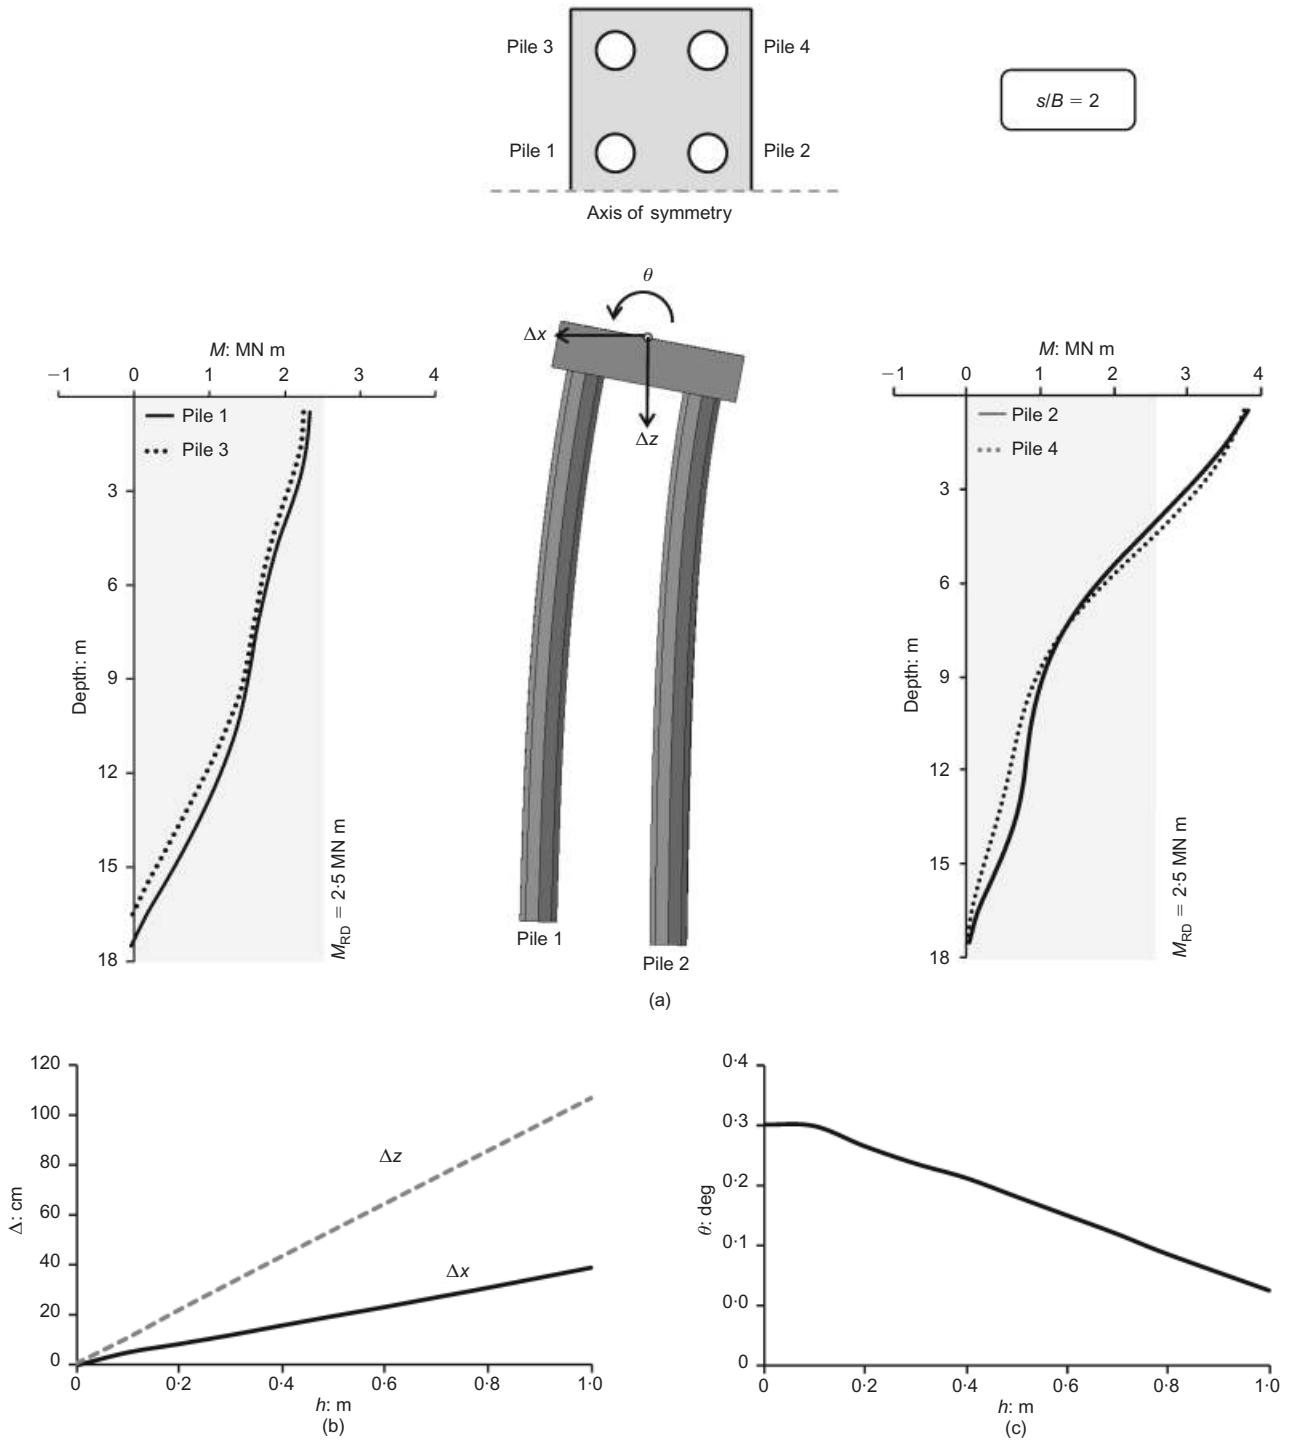 Pile 3
Pile 4
s/B = 2
Pile 1
Pile 2
Axis of symmetry
θ
Δx
Δz
M: MN m
−1 0 1 2 3 4
Pile 1
Pile 3
3
6
9
12
15
18
Depth: m
M_RD = 2·5 MN m
Pile 1
Pile 2
M: MN m
−1 0 1 2 3 4
Pile 2
Pile 4
3
6
9
12
15
18
Depth: m
M_RD = 2·5 MN m
(a)
120
100
80
60
40
20
0
Δ: cm
Δz
Δx
0 0·2 0·4 0·6 0·8 1·0
h: m
(b)
0·4
0·3
0·2
0·1
0·0
0
θ: deg
0 0·2 0·4 0·6 0·8 1·0
h: m
(c)